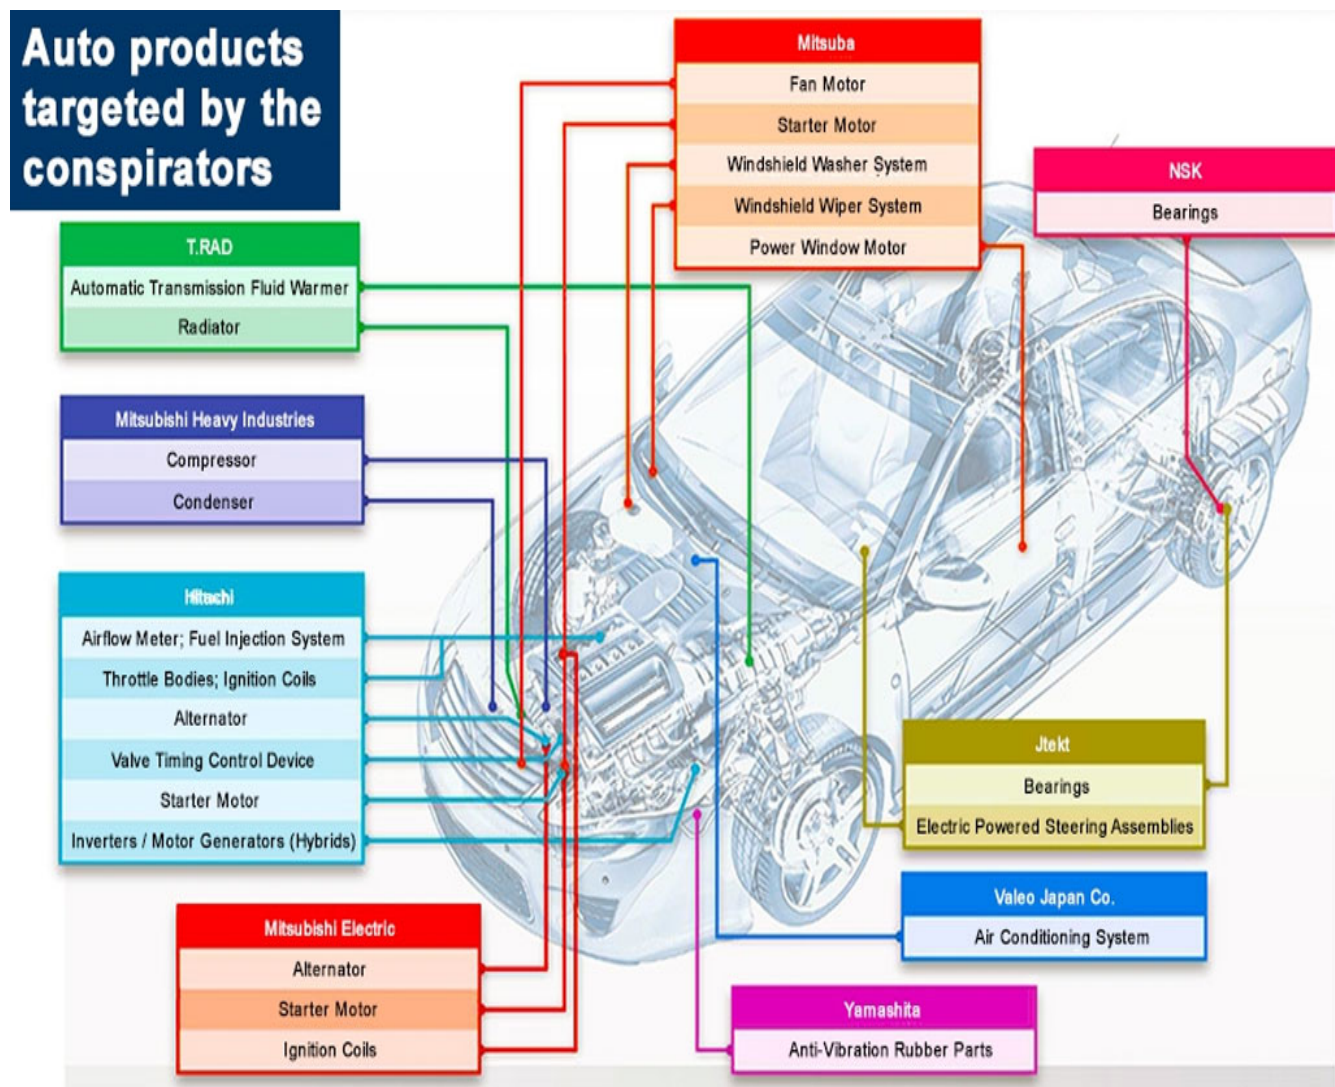 Auto products
targeted by the
conspirators
Mitsuba
Fan Motor
Starter Motor
Windshield Washer System
Windshield Wiper System
Power Window Motor
NSK
Bearings
T.RAD
Automatic Transmission Fluid Warmer
Radiator
Mitsubishi Heavy Industries
Compressor
Condenser
Hitachi
Airflow Meter; Fuel Injection System
Throttle Bodies; Ignition Coils
Alternator
Valve Timing Control Device
Starter Motor
Inverters / Motor Generators (Hybrids)
Jtekt
Bearings
Electric Powered Steering Assemblies
Valeo Japan Co.
Air Conditioning System
Mitsubishi Electric
Alternator
Starter Motor
Ignition Coils
Yamashita
Anti-Vibration Rubber Parts